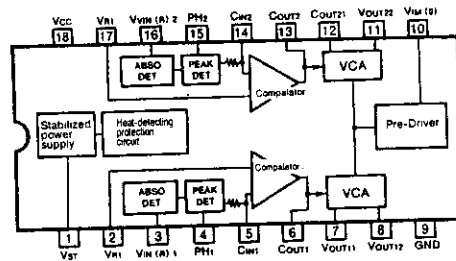 VCC VR1 VVIN (R) 2 PH2 CIN2 COUT2 COUT21 VOUT22 VIM (0)
18 17 16 15 14 13 12 11 10
ABSO DET
PEAK DET
Compalator
VCA
Stabilized power supply
Heat-detecting protection circuit
Pre-Driver
Compalator
ABSO DET
PEAK DET
VCA
1 2 3 4 5 6 7 8 9
VST VR1 VIN (R) 1 PH1 CIN1 COUT1 VOUT11 VOUT12 GND